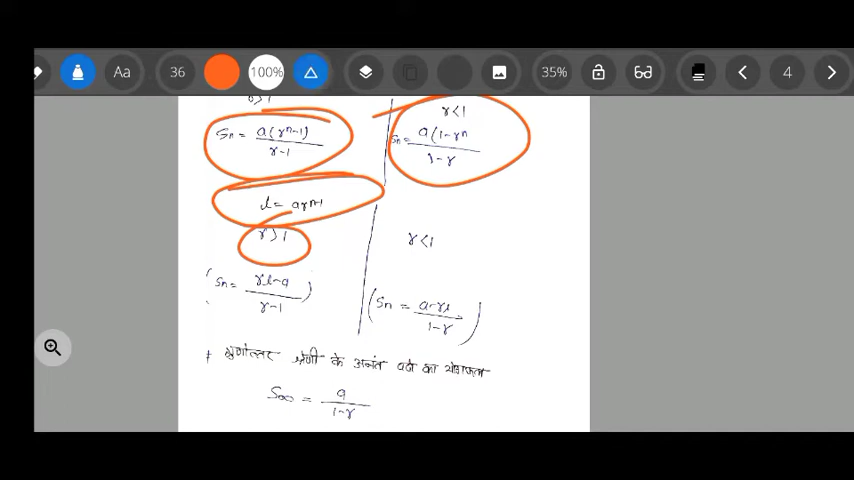 Aa 36 100% 35% 4
r>1 r<1
Sn = a(rⁿ-1)/r-1
Sn = a(1-rⁿ/1-r
l = arⁿ⁻¹
r>1 r<1
(Sn = rl-a/r-1)
(Sn = a-rl/1-r)
+ गुणोत्तर श्रेणी के अनंत पदो का योगफल
S∞ = a/1-r